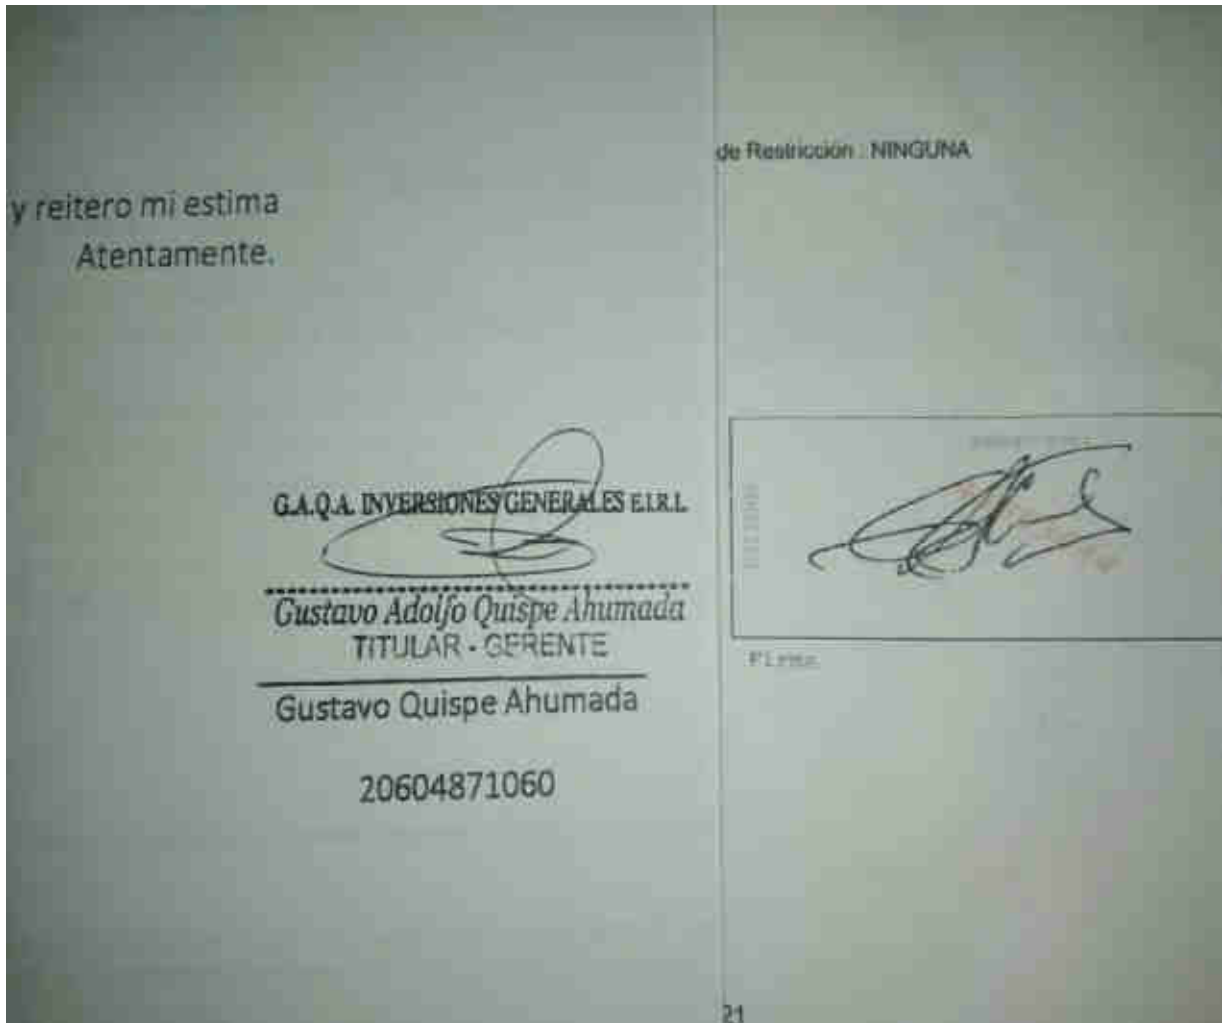 y reitero mi estima
Atentamente.
G.A.Q.A. INVERSIONES GENERALES E.I.R.L
Gustavo Adolfo Quispe Ahumada
TITULAR - GERENTE
Gustavo Quispe Ahumada
20604871060
de Restricción : NINGUNA
Firma
21